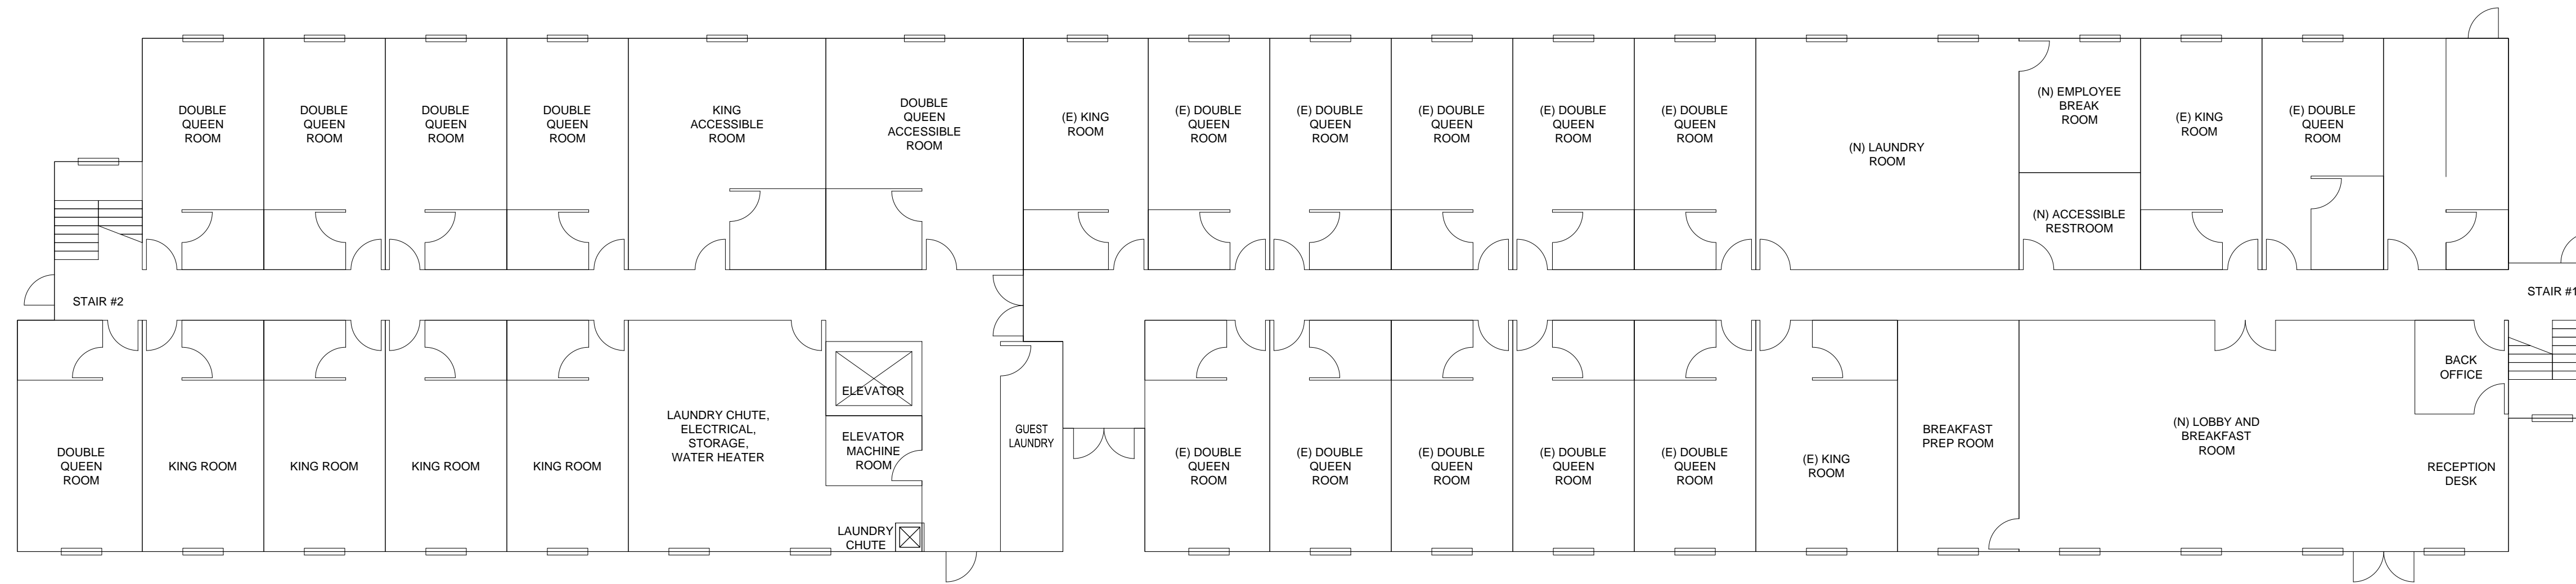 DOUBLE
QUEEN
ROOM
DOUBLE
QUEEN
ROOM
DOUBLE
QUEEN
ROOM
DOUBLE
QUEEN
ROOM
KING
ACCESSIBLE
ROOM
DOUBLE
QUEEN
ACCESSIBLE
ROOM
(E) KING
ROOM
(E) DOUBLE
QUEEN
ROOM
(E) DOUBLE
QUEEN
ROOM
(E) DOUBLE
QUEEN
ROOM
(E) DOUBLE
QUEEN
ROOM
(E) DOUBLE
QUEEN
ROOM
(N) LAUNDRY
ROOM
(N) EMPLOYEE
BREAK
ROOM
(N) ACCESSIBLE
RESTROOM
(E) KING
ROOM
(E) DOUBLE
QUEEN
ROOM
STAIR #2
STAIR #1
DOUBLE
QUEEN
ROOM
KING ROOM
KING ROOM
KING ROOM
KING ROOM
LAUNDRY CHUTE,
ELECTRICAL,
STORAGE,
WATER HEATER
ELEVATOR
ELEVATOR
MACHINE
ROOM
LAUNDRY
CHUTE
GUEST
LAUNDRY
(E) DOUBLE
QUEEN
ROOM
(E) DOUBLE
QUEEN
ROOM
(E) DOUBLE
QUEEN
ROOM
(E) DOUBLE
QUEEN
ROOM
(E) DOUBLE
QUEEN
ROOM
(E) KING
ROOM
BREAKFAST
PREP ROOM
(N) LOBBY AND
BREAKFAST
ROOM
BACK
OFFICE
RECEPTION
DESK